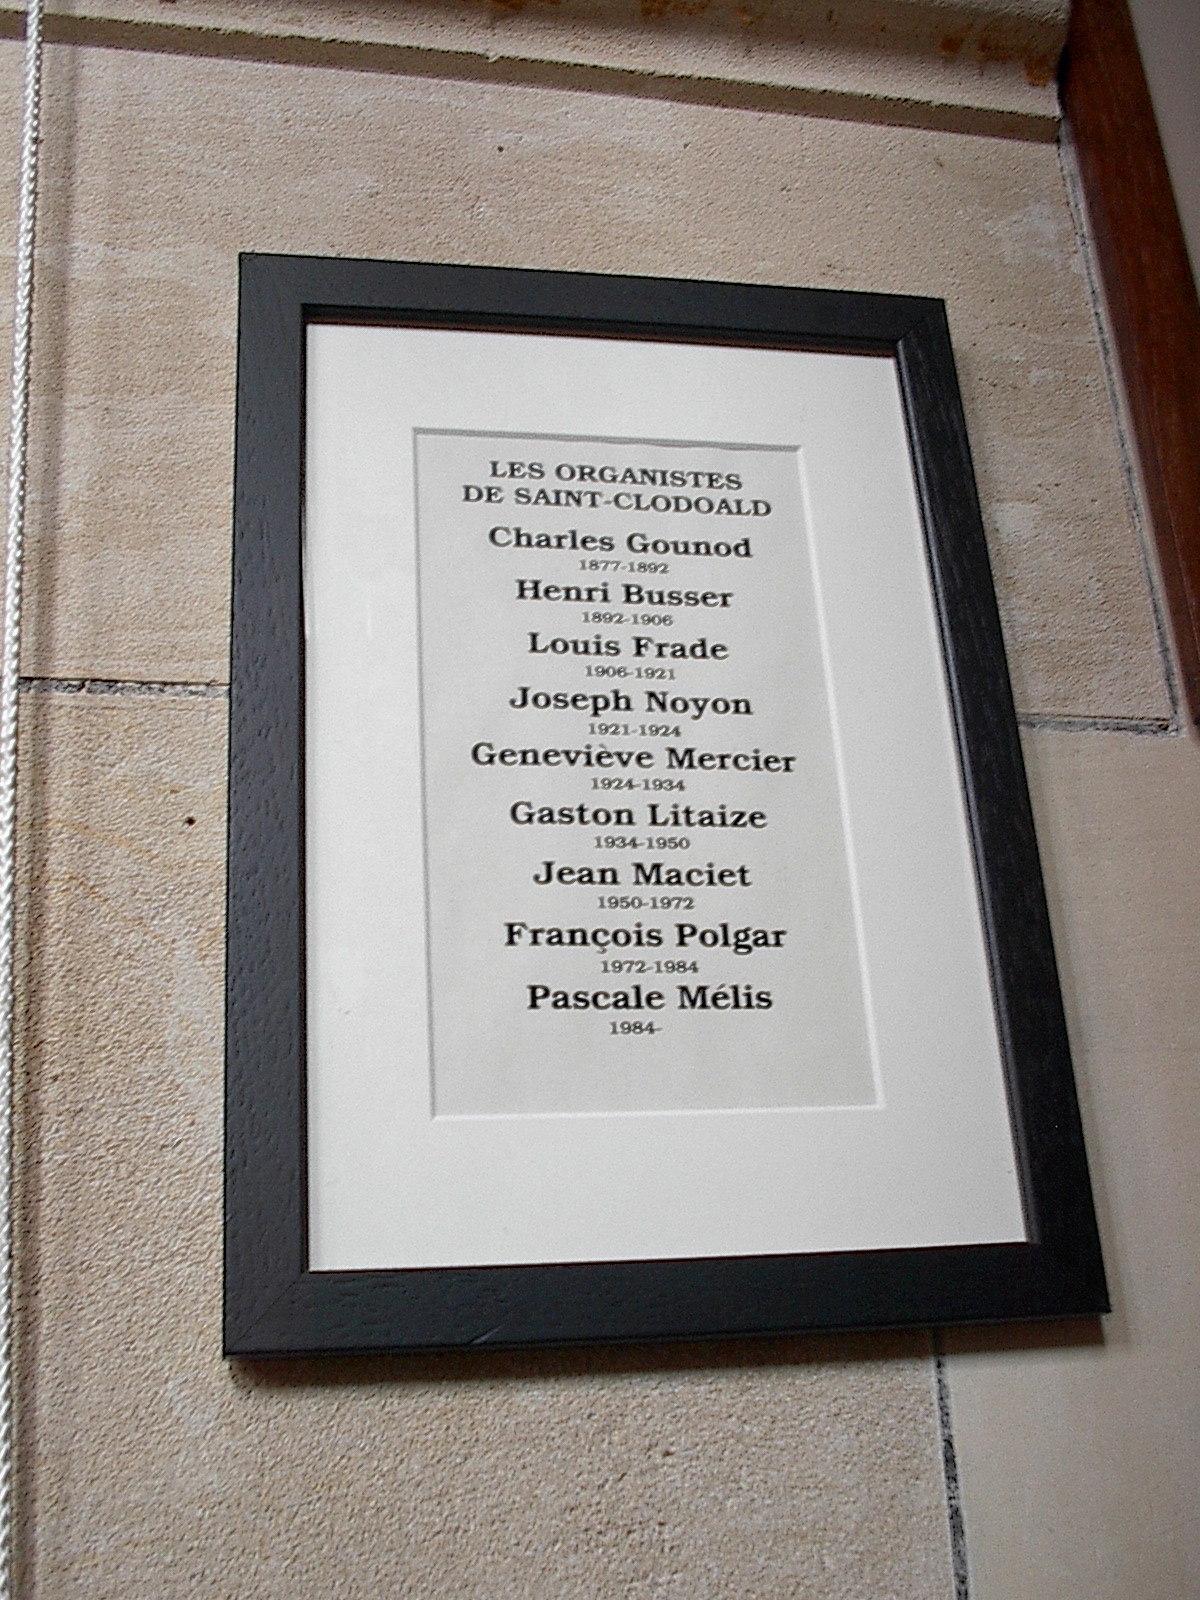 LES ORGANISTES
DE SAINT-CLODOALD
Charles Gounod
1877-1892
Henri Busser
1892-1906
Louis Frade
1906-1921
Joseph Noyon
1921-1924
Geneviève Mercier
1924-1934
Gaston Litaize
1934-1950
Jean Maciet
1950-1972
François Polgar
1972-1984
Pascale Mélis
1984-